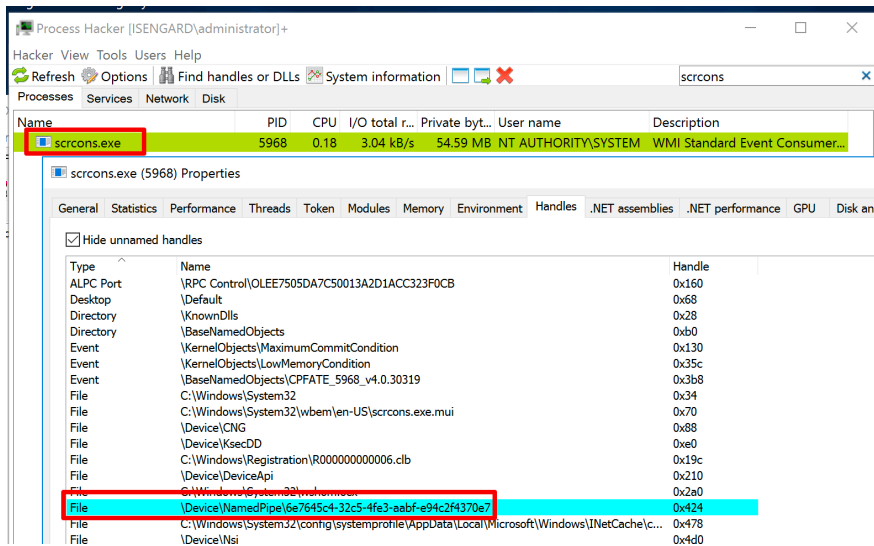 Process Hacker [ISENGARD\administrator]+
Hacker View Tools Users Help
Refresh Options Find handles or DLLs System information scrcons
Processes Services Network Disk
Name PID CPU I/O total r... Private byt... User name Description
scrcons.exe 5968 0.18 3.04 kB/s 54.59 MB NT AUTHORITY\SYSTEM WMI Standard Event Consumer...
scrcons.exe (5968) Properties
General Statistics Performance Threads Token Modules Memory Environment Handles .NET assemblies .NET performance GPU Disk an
Hide unnamed handles
Type Name Handle
ALPC Port \RPC Control\OLEE7505DA7C50013A2D1ACC323F0CB 0x160
Desktop \Default 0x68
Directory \KnownDlls 0x28
Directory \BaseNamedObjects 0xb0
Event \KernelObjects\MaximumCommitCondition 0x130
Event \KernelObjects\LowMemoryCondition 0x35c
Event \BaseNamedObjects\CPFATE_5968_v4.0.30319 0x3b8
File C:\Windows\System32 0x34
File C:\Windows\System32\wbem\en-US\scrcons.exe.mui 0x70
File \Device\CNG 0x88
File \Device\KsecDD 0xe0
File C:\Windows\Registration\R000000000006.clb 0x19c
File \Device\DeviceApi 0x210
File C:\Windows\System32\wshom.ocx 0x2a0
File \Device\NamedPipe\6e7645c4-32c5-4fe3-aabf-e94c2f4370e7 0x424
File C:\Windows\System32\config\systemprofile\AppData\Local\Microsoft\Windows\INetCache\c... 0x478
File \Device\Nsi 0x4d0